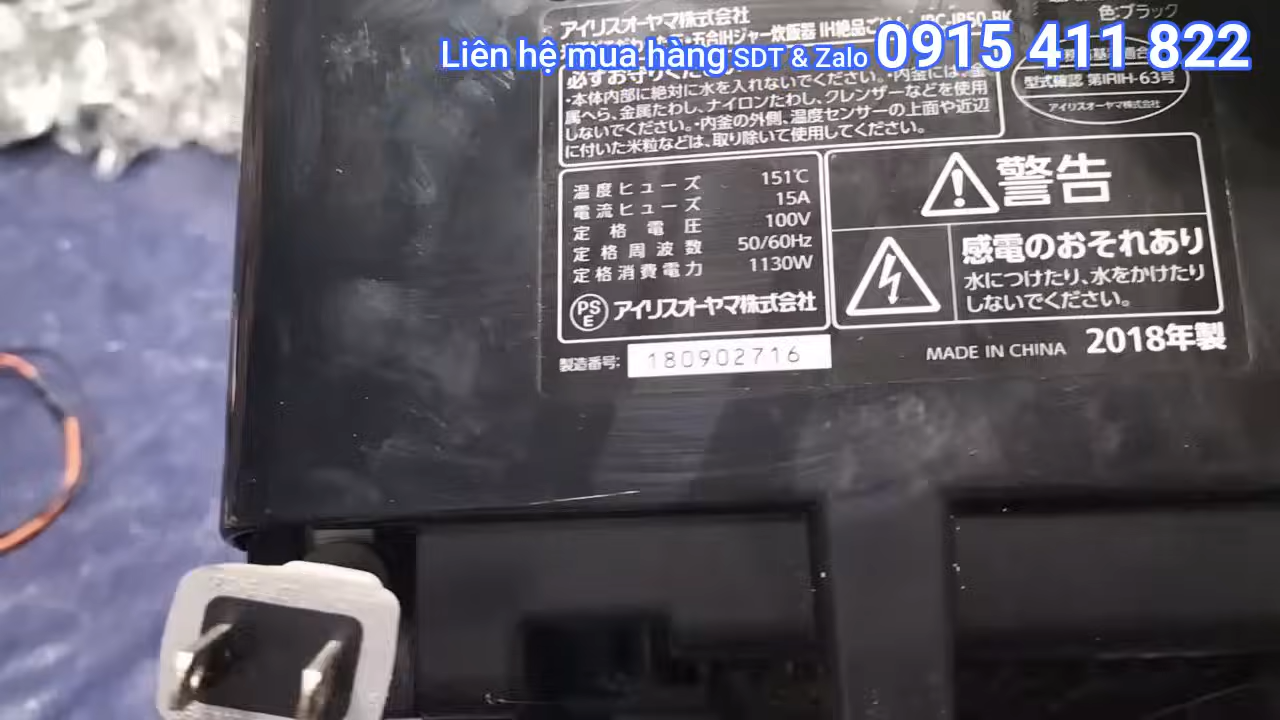 アイリスオーヤマ株式会社
色:ブラック
Liên hệ mua hàng SDT & Zalo 0915 411 822
五合IHジャー炊飯器
・本体内部に絶対に水を入れないでください。・内釜には、金
属へら、金属たわし、ナイロンたわし、クレンザーなどを使用
しないでください。・内釜の外側、温度センサーの上面や近辺
に付いた米粒などは、取り除いて使用してください。
型式確認 第IRIH-63号
アイリスオーヤマ株式会社
温度ヒューズ 151℃
電流ヒューズ 15A
定格電圧 100V
定格周波数 50/60Hz
定格消費電力 1130W
PSE アイリスオーヤマ株式会社
警告
感電のおそれあり
水につけたり、水をかけたり
しないでください。
製造番号: 180902716
MADE IN CHINA 2018年製